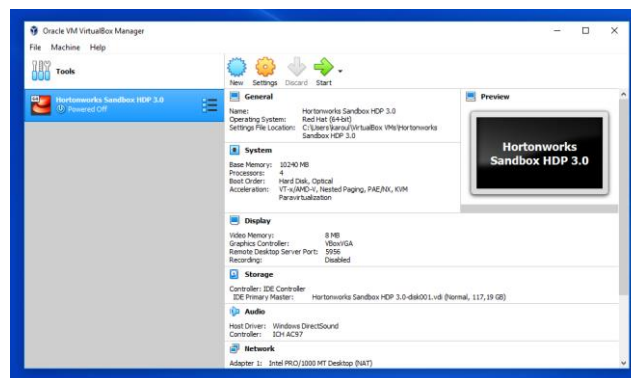 Oracle VM VirtualBox Manager
File Machine Help
Tools
New Settings Discard Start
Hortonworks Sandbox HDP 3.0
Powered Off
General
Name: Hortonworks Sandbox HDP 3.0
Operating System: Red Hat (64-bit)
Settings File Location: C:\Users\karoul\VirtualBox VMs\Hortonworks
Sandbox HDP 3.0
System
Base Memory: 10240 MB
Processors: 4
Boot Order: Hard Disk, Optical
Acceleration: VT-x/AMD-V, Nested Paging, PAE/NX, KVM
Paravirtualization
Preview
Hortonworks
Sandbox HDP 3.0
Display
Video Memory: 8 MB
Graphics Controller: VBoxVGA
Remote Desktop Server Port: 5956
Recording: Disabled
Storage
Controller: IDE Controller
IDE Primary Master: Hortonworks Sandbox HDP 3.0-disk001.vdi (Normal, 117,19 GB)
Audio
Host Driver: Windows DirectSound
Controller: ICH AC97
Network
Adapter 1: Intel PRO/1000 MT Desktop (NAT)